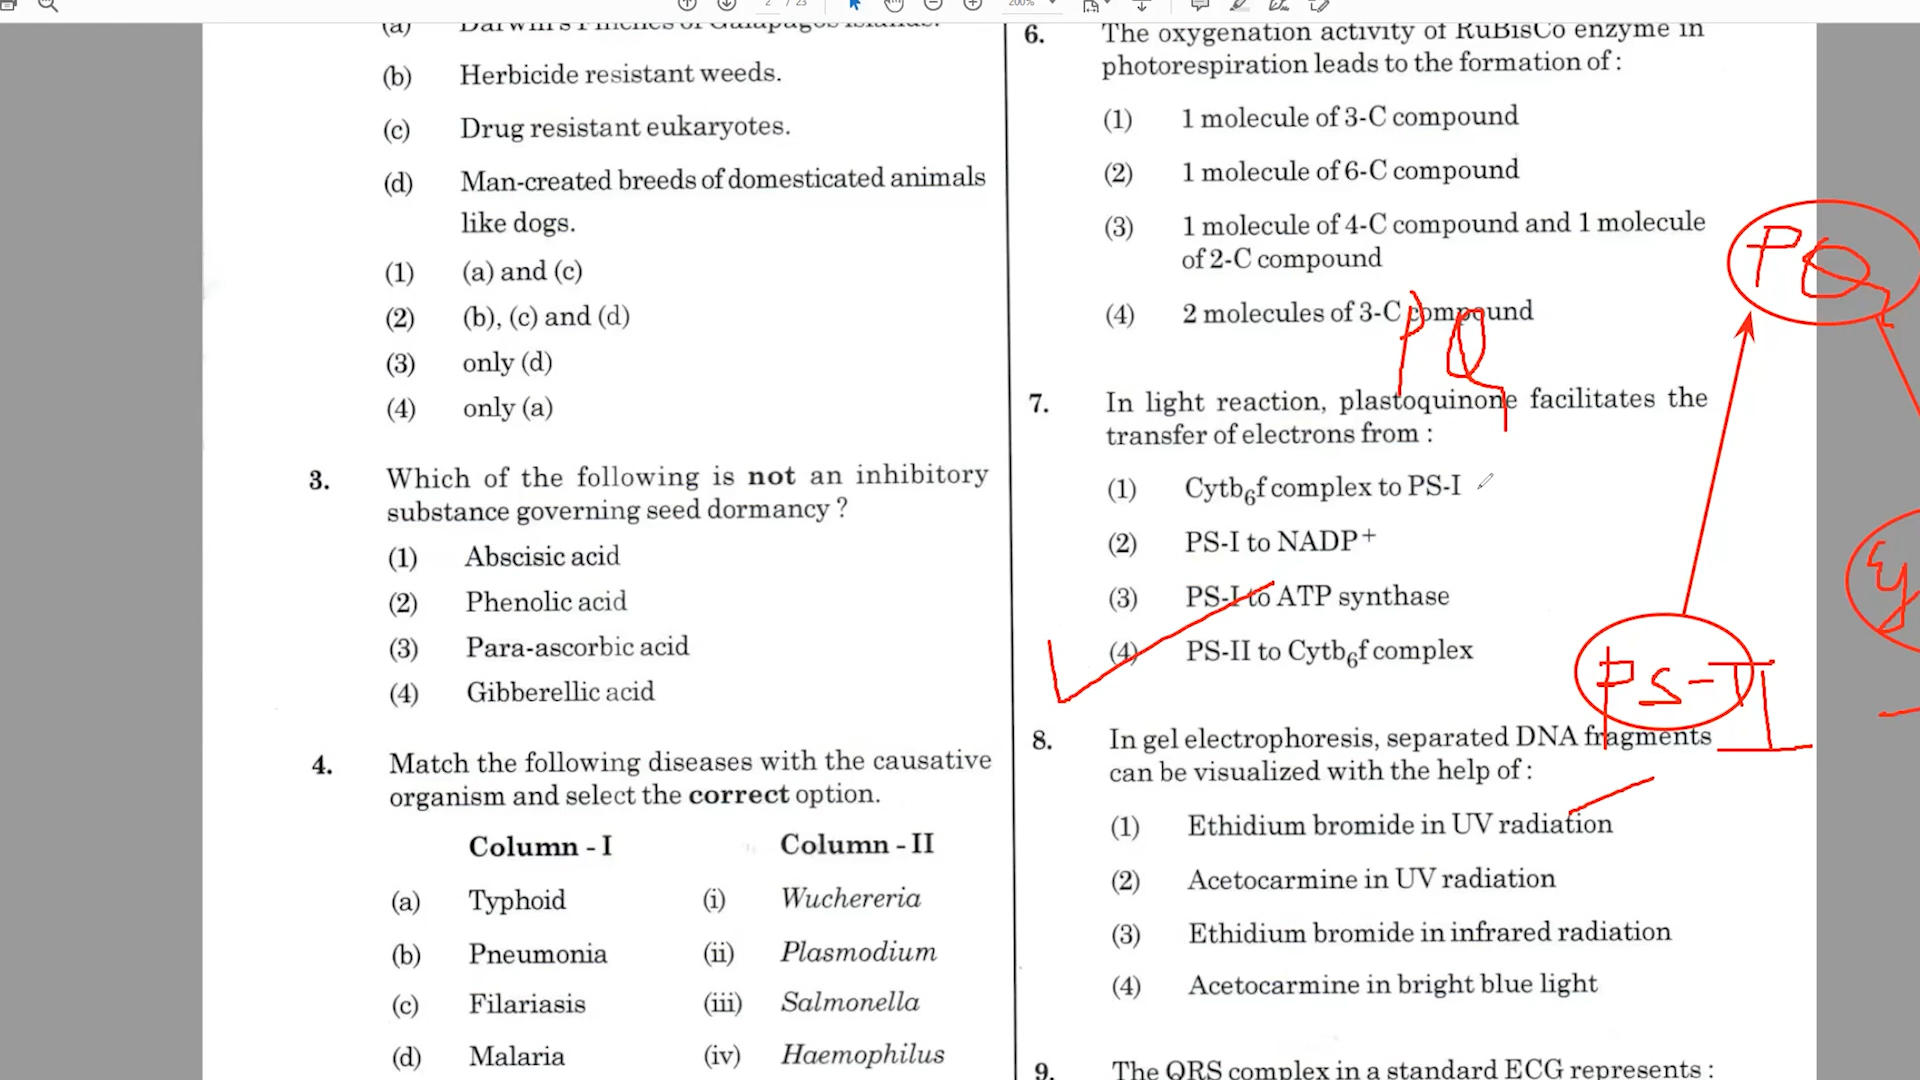 2 / 23
200%
(a) Darwin's Finches of Galapagos islands.
(b) Herbicide resistant weeds.
(c) Drug resistant eukaryotes.
(d) Man-created breeds of domesticated animals
like dogs.
(1) (a) and (c)
(2) (b), (c) and (d)
(3) only (d)
(4) only (a)
3. Which of the following is not an inhibitory
substance governing seed dormancy ?
(1) Abscisic acid
(2) Phenolic acid
(3) Para-ascorbic acid
(4) Gibberellic acid
4. Match the following diseases with the causative
organism and select the correct option.
Column - I Column - II
(a) Typhoid (i) Wuchereria
(b) Pneumonia (ii) Plasmodium
(c) Filariasis (iii) Salmonella
(d) Malaria (iv) Haemophilus
6. The oxygenation activity of RuBisCo enzyme in
photorespiration leads to the formation of :
(1) 1 molecule of 3-C compound
(2) 1 molecule of 6-C compound
(3) 1 molecule of 4-C compound and 1 molecule
of 2-C compound
(4) 2 molecules of 3-C compound
PQ
PQ
7. In light reaction, plastoquinone facilitates the
transfer of electrons from :
(1) Cytb6f complex to PS-I
(2) PS-I to NADP+
(3) PS-I to ATP synthase
(4) PS-II to Cytb6f complex
PS-II
8. In gel electrophoresis, separated DNA fragments
can be visualized with the help of :
(1) Ethidium bromide in UV radiation
(2) Acetocarmine in UV radiation
(3) Ethidium bromide in infrared radiation
(4) Acetocarmine in bright blue light
9. The QRS complex in a standard ECG represents :